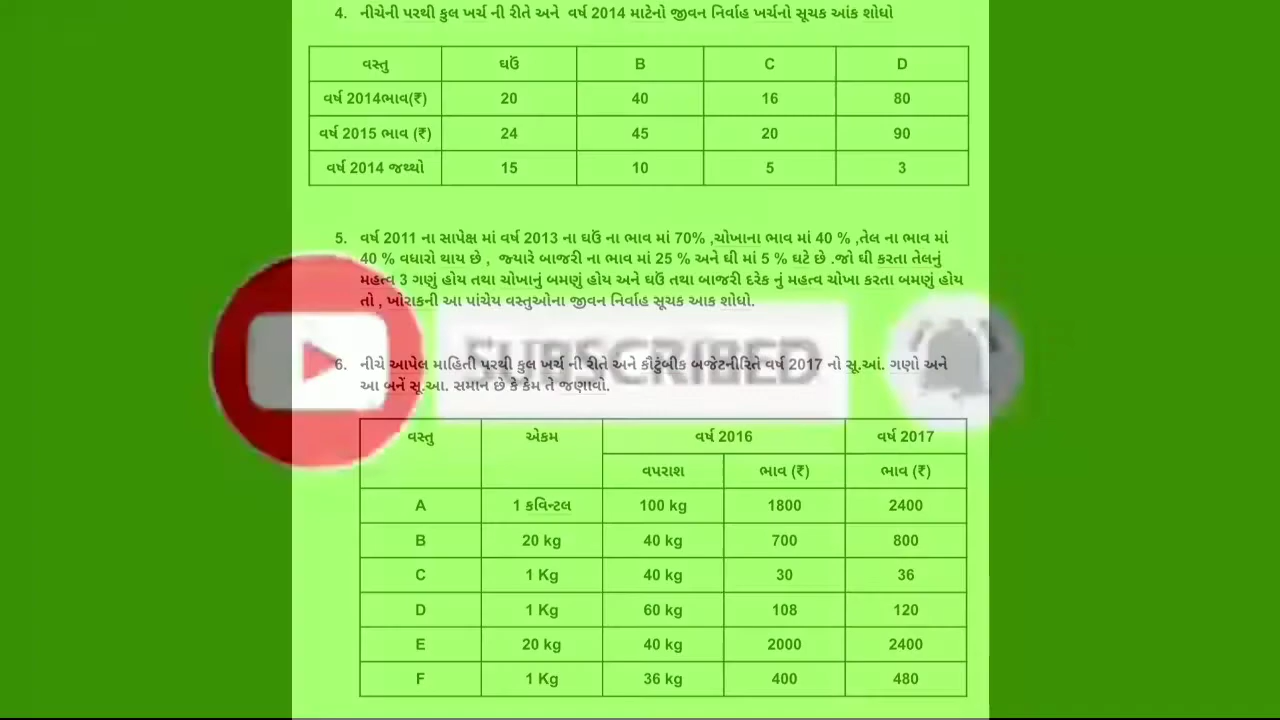 4. નીચેની પરથી કુલ ખર્ચ ની રીતે અને વર્ષ 2014 માટેનો જીવન નિર્વાહ ખર્ચનો સૂચક આંક શોધો
વસ્તુ ઘઉં B C D
વર્ષ 2014ભાવ(₹) 20 40 16 80
વર્ષ 2015 ભાવ (₹) 24 45 20 90
વર્ષ 2014 જથ્થો 15 10 5 3
5. વર્ષ 2011 ના સાપેક્ષ માં વર્ષ 2013 ના ઘઉં ના ભાવ માં 70% ,ચોખાના ભાવ માં 40 % ,તેલ ના ભાવ માં
40 % વધારો થાય છે , જ્યારે બાજરી ના ભાવ માં 25 % અને ઘી માં 5 % ઘટે છે .જો ઘી કરતા તેલનું
મહત્વ 3 ગણું હોય તથા ચોખાનું બમણું હોય અને ઘઉં તથા બાજરી દરેક નું મહત્વ ચોખા કરતા બમણું હોય
તો , ખોરાકની આ પાંચેય વસ્તુઓના જીવન નિર્વાહ સૂચક આક શોધો.
SUBSCRIBED
6. નીચે આપેલ માહિતી પરથી કુલ ખર્ચ ની રીતે અને કૌટુંબીક બજેટનીરિતે વર્ષ 2017 નો સૂ.આં. ગણો અને
આ બનેં સૂ.આ. સમાન છે કે કેમ તે જણાવો.
વસ્તુ એકમ વર્ષ 2016 વર્ષ 2017
વપરાશ ભાવ (₹) ભાવ (₹)
A 1 કવિન્ટલ 100 kg 1800 2400
B 20 kg 40 kg 700 800
C 1 Kg 40 kg 30 36
D 1 Kg 60 kg 108 120
E 20 kg 40 kg 2000 2400
F 1 Kg 36 kg 400 480